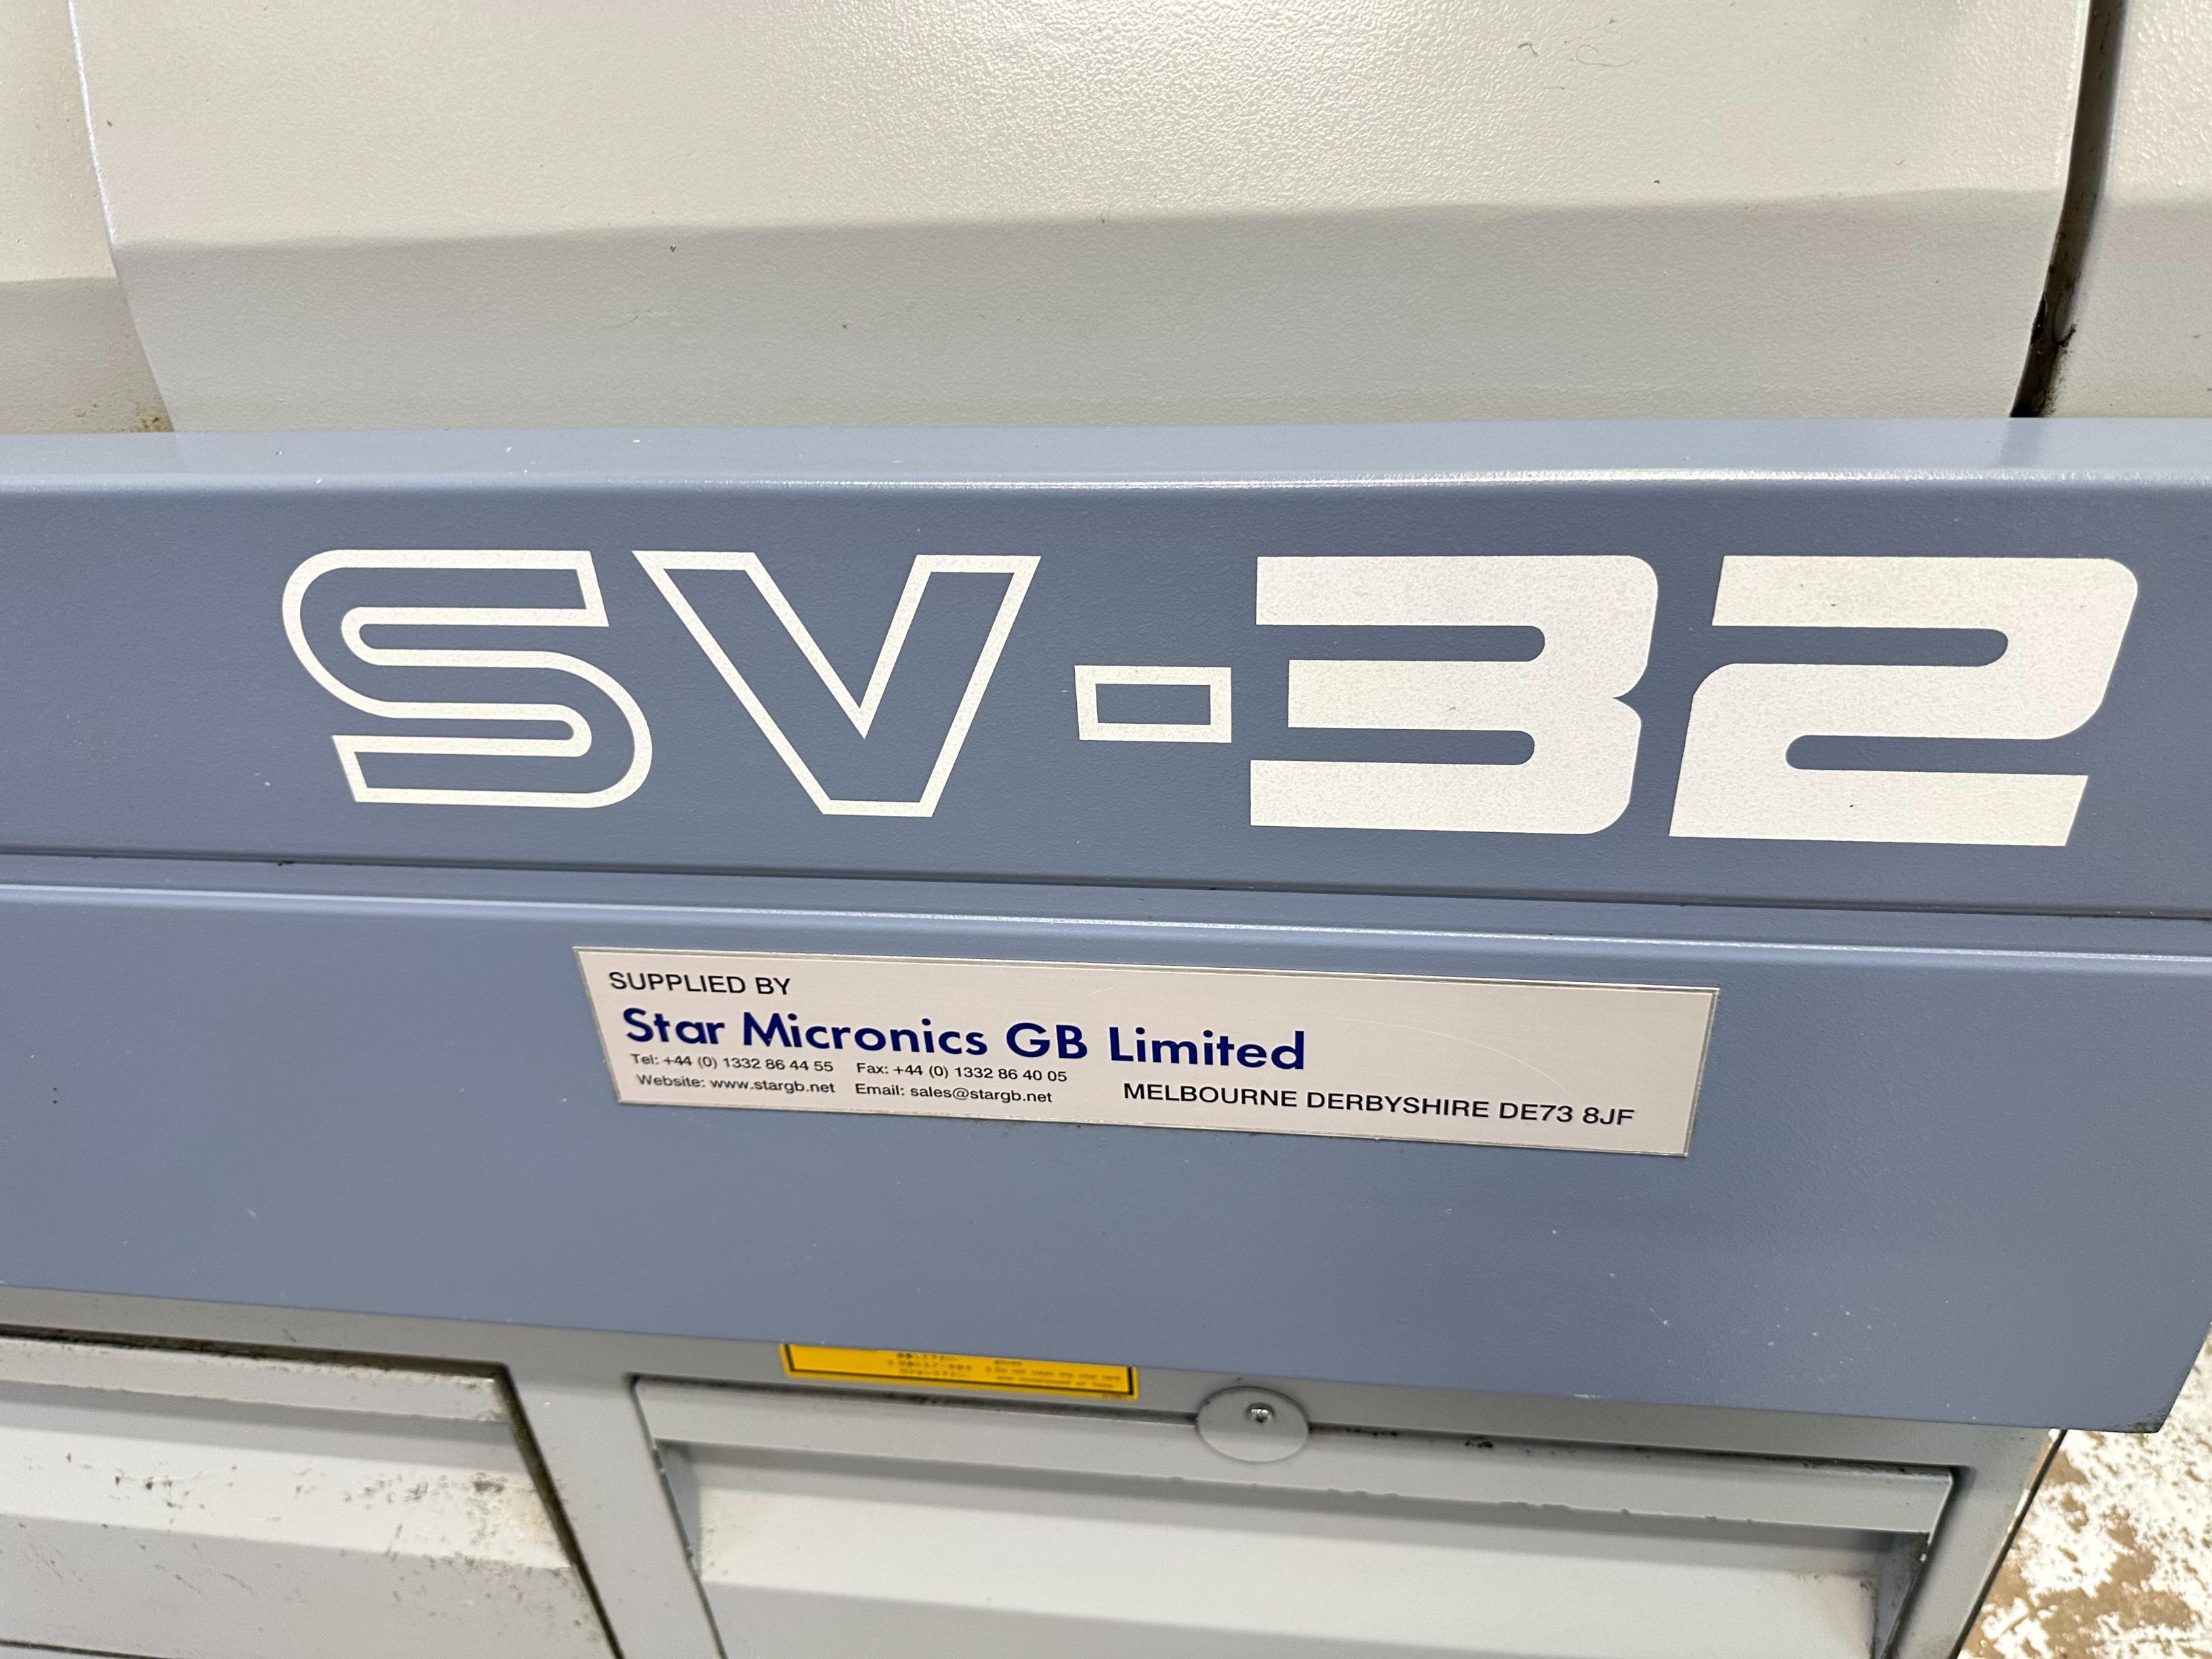 SV-32
SUPPLIED BY
Star Micronics GB Limited
Tel: +44 (0) 1332 86 44 55 Fax: +44 (0) 1332 86 40 05
Website: www.stargb.net Email: sales@stargb.net
MELBOURNE DERBYSHIRE DE73 8JF